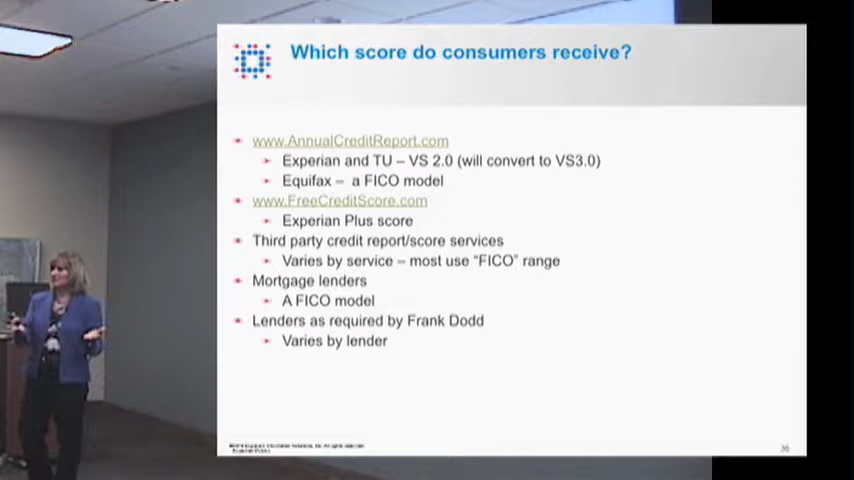 Which score do consumers receive?
www.AnnualCreditReport.com
Experian and TU – VS 2.0 (will convert to VS3.0)
Equifax – a FICO model
www.FreeCreditScore.com
Experian Plus score
Third party credit report/score services
Varies by service – most use “FICO” range
Mortgage lenders
A FICO model
Lenders as required by Frank Dodd
Varies by lender
Experian Public